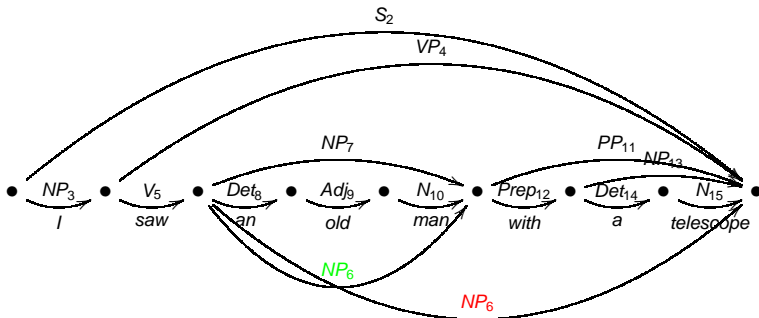 S2
VP4
NP7 PP11
NP13
NP3 V5 Det8 Adj9 N10 Prep12 Det14 N15
I saw an old man with a telescope
NP6
NP6